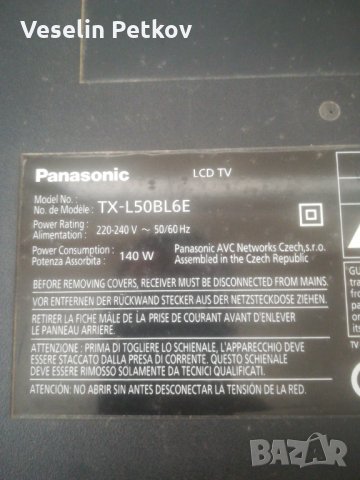 Veselin Petkov
Panasonic LCD TV
Model No. :
No. de Modèle : TX-L50BL6E
Power Rating :
Alimentation : 220-240 V ~ 50/60 Hz
Power Consumption :
Potenza Assorbita : 140 W
Panasonic AVC Networks Czech,s.r.o.
Assembled in the Czech Republic
BEFORE REMOVING COVERS, RECEIVER MUST BE DISCONNECTED FROM MAINS.
VOR ENTFERNEN DER RÜCKWAND STECKER AUS DER NETZSTECKDOSE ZIEHEN.
RETIRER LA FICHE MÂLE DE LA PRISE DE COURANT AVANT D'ENLEVER
LE PANNEAU ARRIERE.
ATTENZIONE : PRIMA DI TOGLIERE LO SCHIENALE, L'APPARECCHIO DEVE
ESSERE STACCATO DALLA PRESA DI CORRENTE. QUESTO SCHIENALE
DEVE ESSERE RIMOSSO SOLAMENTE DA TECNICI QUALIFICATI.
ATENCIÓN: NO ABRIR SIN ANTES DESCONECTAR LA TENSIÓN DE LA RED.
TV
BAZAR